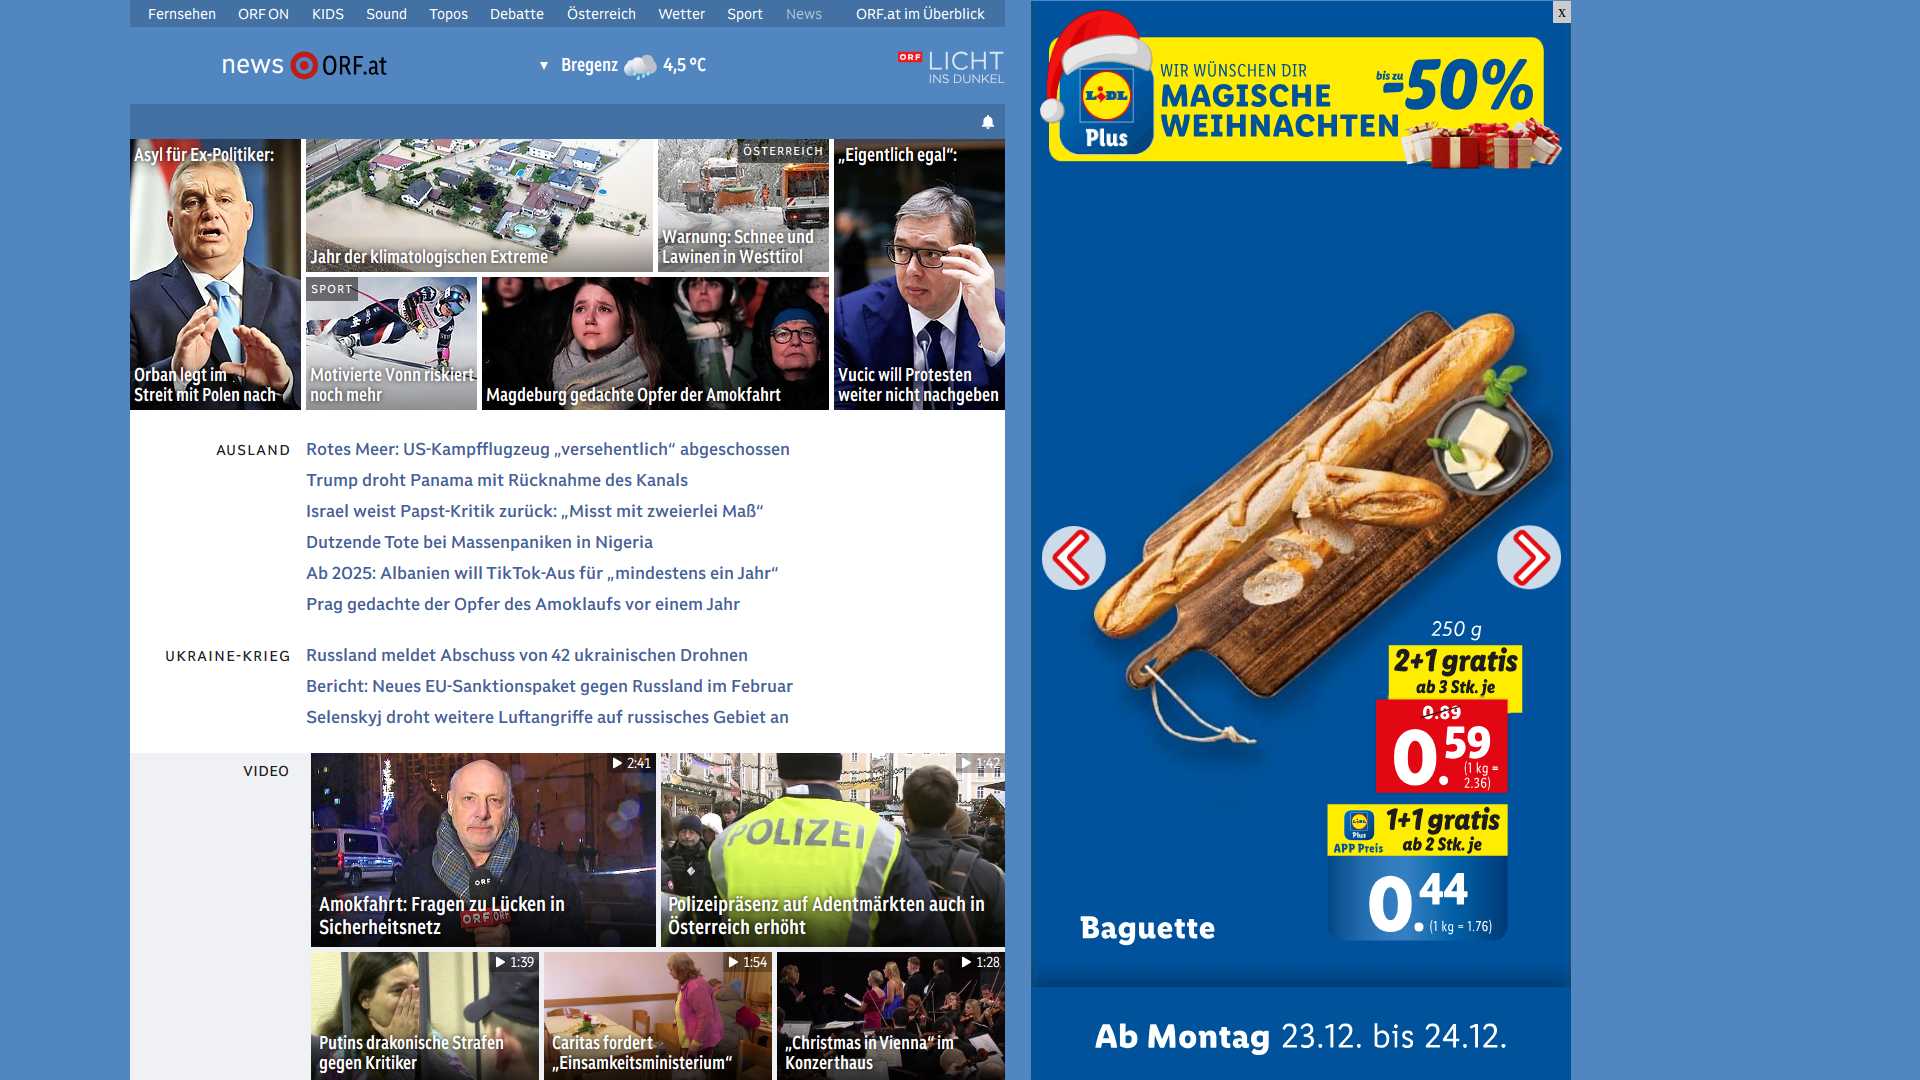 Fernsehen ORF ON KIDS Sound Topos Debatte Österreich Wetter Sport News ORF.at im Überblick
news ORF.at
▼ Bregenz 4,5 °C
ORF LICHT
INS DUNKEL
Asyl für Ex-Politiker:
Orban legt im
Streit mit Polen nach
Jahr der klimatologischen Extreme
ÖSTERREICH
Warnung: Schnee und
Lawinen in Westtirol
„Eigentlich egal“:
Vucic will Protesten
weiter nicht nachgeben
SPORT
Motivierte Vonn riskiert
noch mehr
Magdeburg gedachte Opfer der Amokfahrt
AUSLAND
Rotes Meer: US-Kampfflugzeug „versehentlich“ abgeschossen
Trump droht Panama mit Rücknahme des Kanals
Israel weist Papst-Kritik zurück: „Misst mit zweierlei Maß“
Dutzende Tote bei Massenpaniken in Nigeria
Ab 2025: Albanien will TikTok-Aus für „mindestens ein Jahr“
Prag gedachte der Opfer des Amoklaufs vor einem Jahr
UKRAINE-KRIEG
Russland meldet Abschuss von 42 ukrainischen Drohnen
Bericht: Neues EU-Sanktionspaket gegen Russland im Februar
Selenskyj droht weitere Luftangriffe auf russisches Gebiet an
VIDEO
2:41
ORF
ORF ORF
Amokfahrt: Fragen zu Lücken in
Sicherheitsnetz
1:42
POLIZEI
Polizeipräsenz auf Adentmärkten auch in
Österreich erhöht
1:39
Putins drakonische Strafen
gegen Kritiker
1:54
Caritas fordert
„Einsamkeitsministerium“
1:28
„Christmas in Vienna“ im
Konzerthaus
x
LIDL
Plus
WIR WÜNSCHEN DIR
MAGISCHE
WEIHNACHTEN
bis zu
-50%
250 g
2+1 gratis
ab 3 Stk. je
0.89
0.59
(1 kg =
2.36)
LIDL
Plus
APP Preis
1+1 gratis
ab 2 Stk. je
0.44
(1 kg = 1.76)
Baguette
Ab Montag 23.12. bis 24.12.